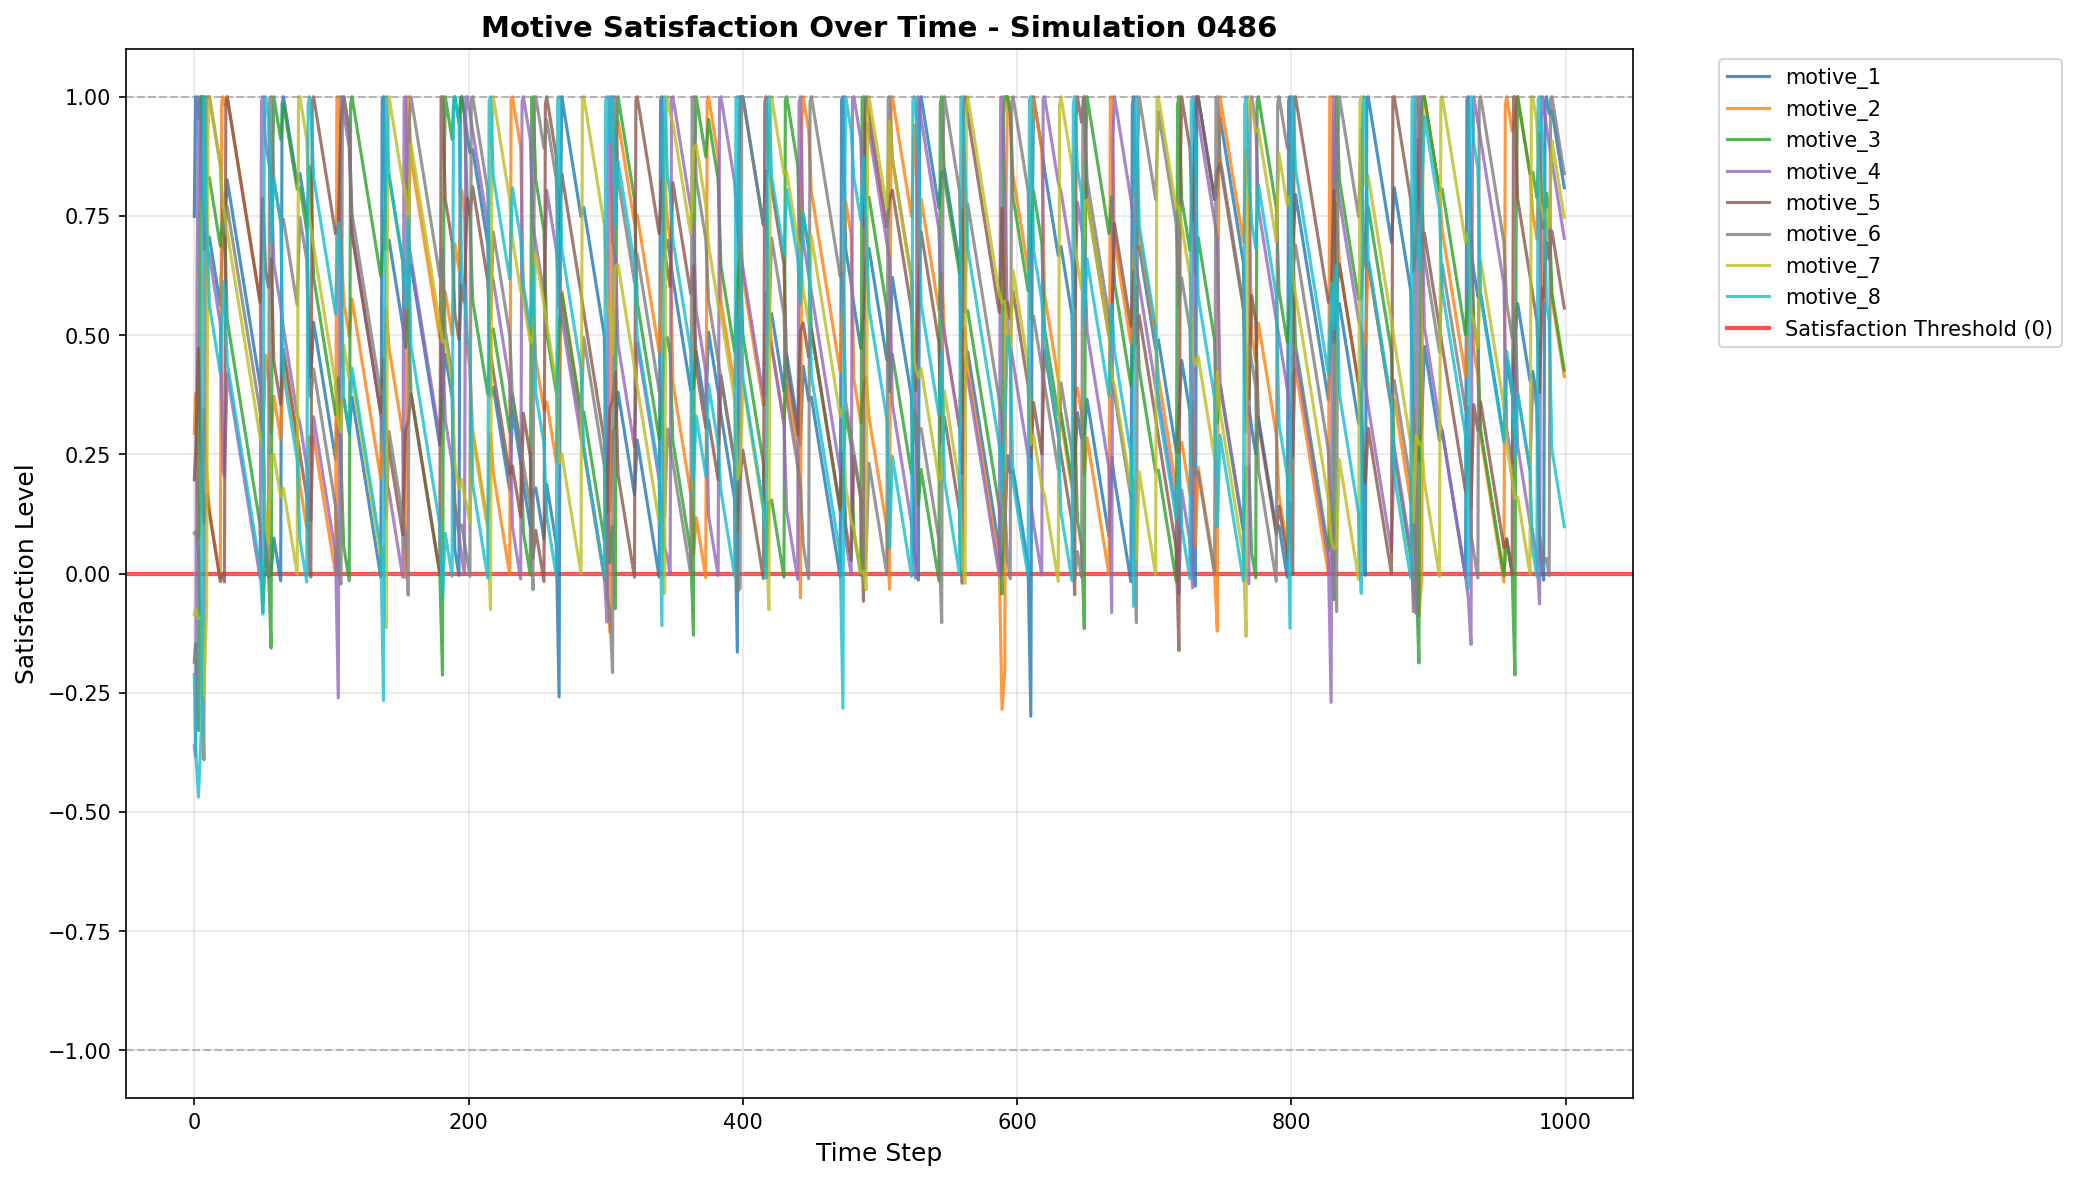 Motive Satisfaction Over Time - Simulation 0486
Satisfaction Level
1.00
0.75
0.50
0.25
0.00
−0.25
−0.50
−0.75
−1.00
0
200
400
600
800
1000
Time Step
motive_1
motive_2
motive_3
motive_4
motive_5
motive_6
motive_7
motive_8
Satisfaction Threshold (0)